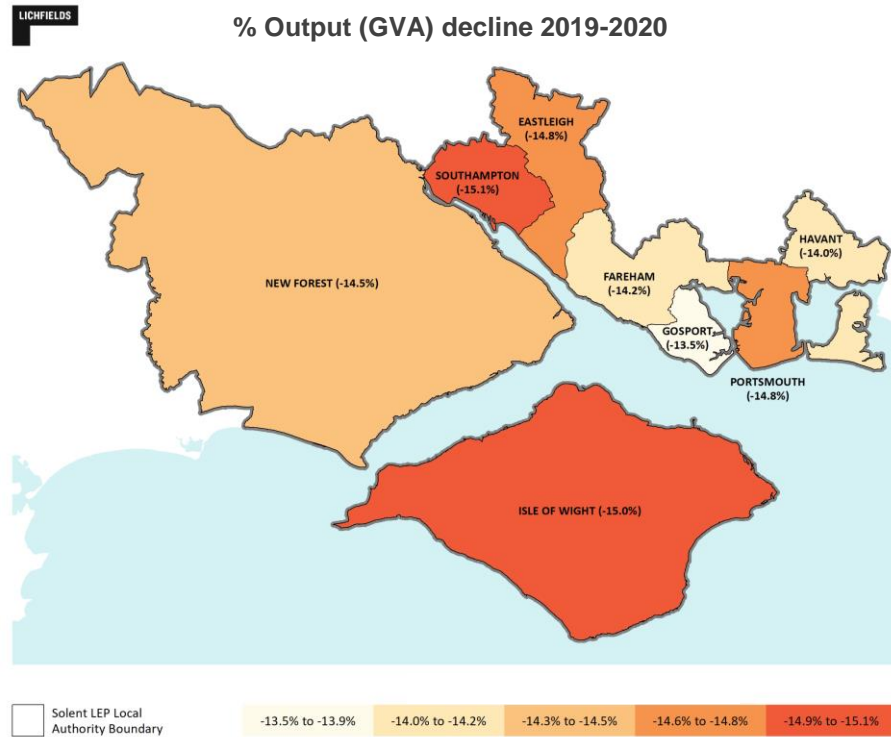 LICHFIELDS
% Output (GVA) decline 2019-2020
EASTLEIGH
(-14.8%)
SOUTHAMPTON
(-15.1%)
HAVANT
(-14.0%)
NEW FOREST (-14.5%)
FAREHAM
(-14.2%)
GOSPORT
(-13.5%)
PORTSMOUTH
(-14.8%)
ISLE OF WIGHT (-15.0%)
Solent LEP Local
Authority Boundary
-13.5% to -13.9%
-14.0% to -14.2%
-14.3% to -14.5%
-14.6% to -14.8%
-14.9% to -15.1%